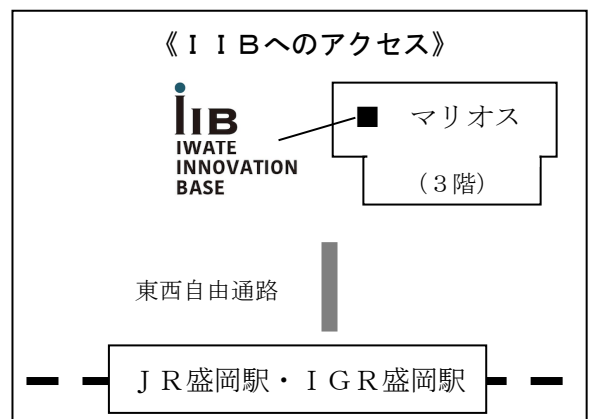 《ＩＩＢへのアクセス》
IIB
IWATE
INNOVATION
BASE
■ マリオス
（３階）
東西自由通路
ＪＲ盛岡駅・ＩＧＲ盛岡駅